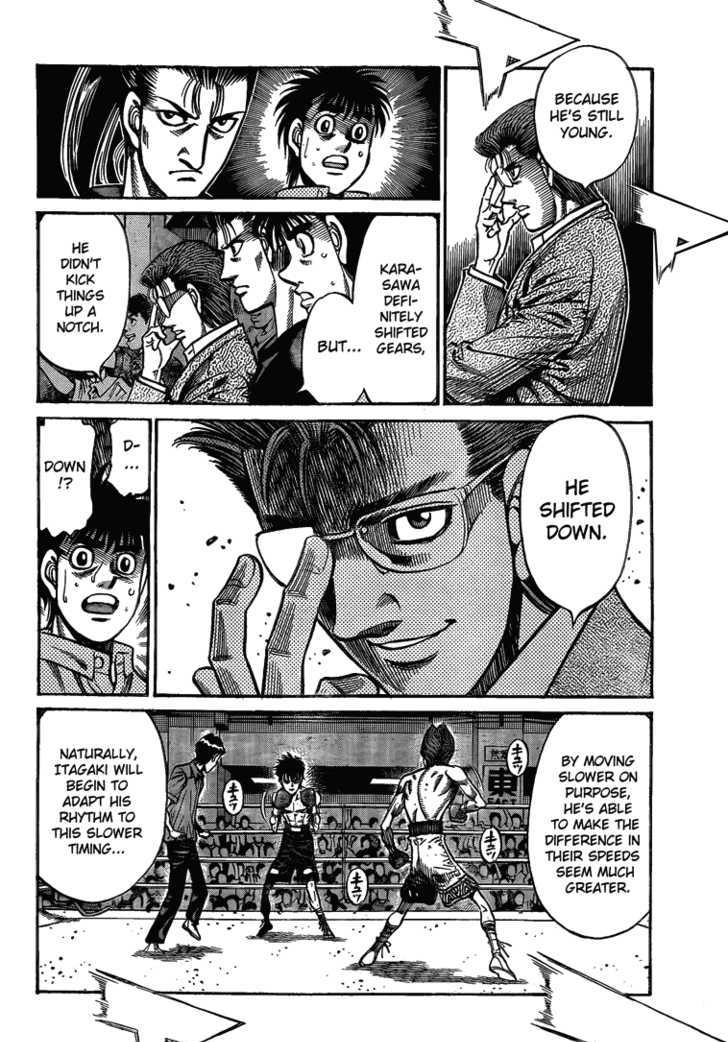 BECAUSE
HE'S STILL
YOUNG.
KARA-
SAWA
DEFI-
NITELY
SHIFTED
GEARS,
BUT...
HE
DIDN'T
KICK
THINGS
UP A
NOTCH.
HE
SHIFTED
DOWN.
D-
...
DOWN
!?
BY MOVING
SLOWER ON
PURPOSE,
HE'S ABLE
TO MAKE THE
DIFFERENCE
IN THEIR
SPEEDS
SEEM MUCH
GREATER.
東
EAST
NATURALLY,
ITAGAKI WILL
BEGIN TO
ADAPT HIS
RHYTHM TO
THIS SLOWER
TIMING...